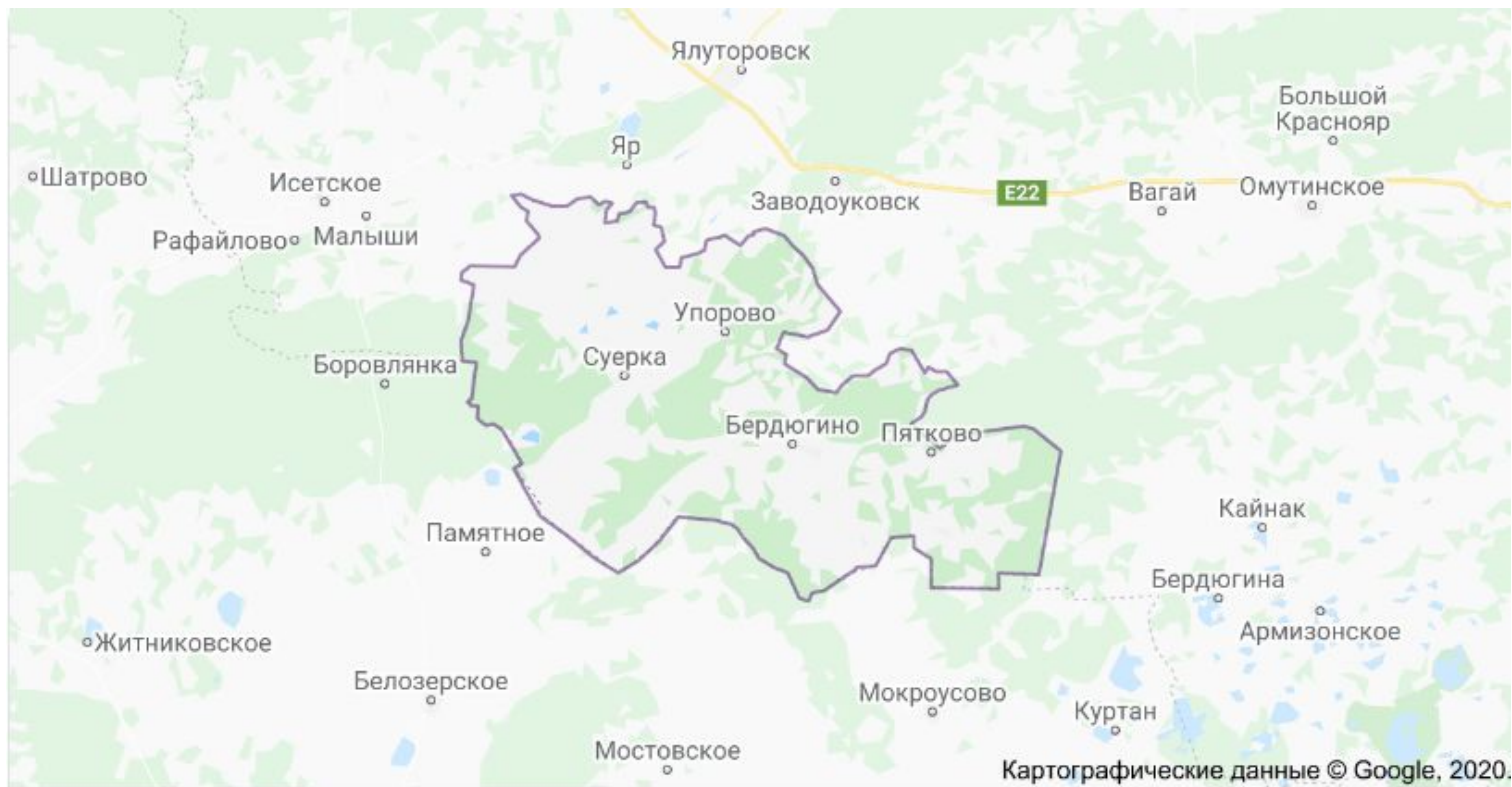 Ялуторовск
Большой
Краснояр
Яр
Шатрово
Исетское
E22
Вагай
Омутинское
Заводоуковск
Рафайлово
Малыши
Упорово
Суерка
Боровлянка
Бердюгино
Пятково
Кайнак
Памятное
Бердюгина
Армизонское
Житниковское
Белозерское
Мокроусово
Куртан
Мостовское
Картографические данные © Google, 2020.